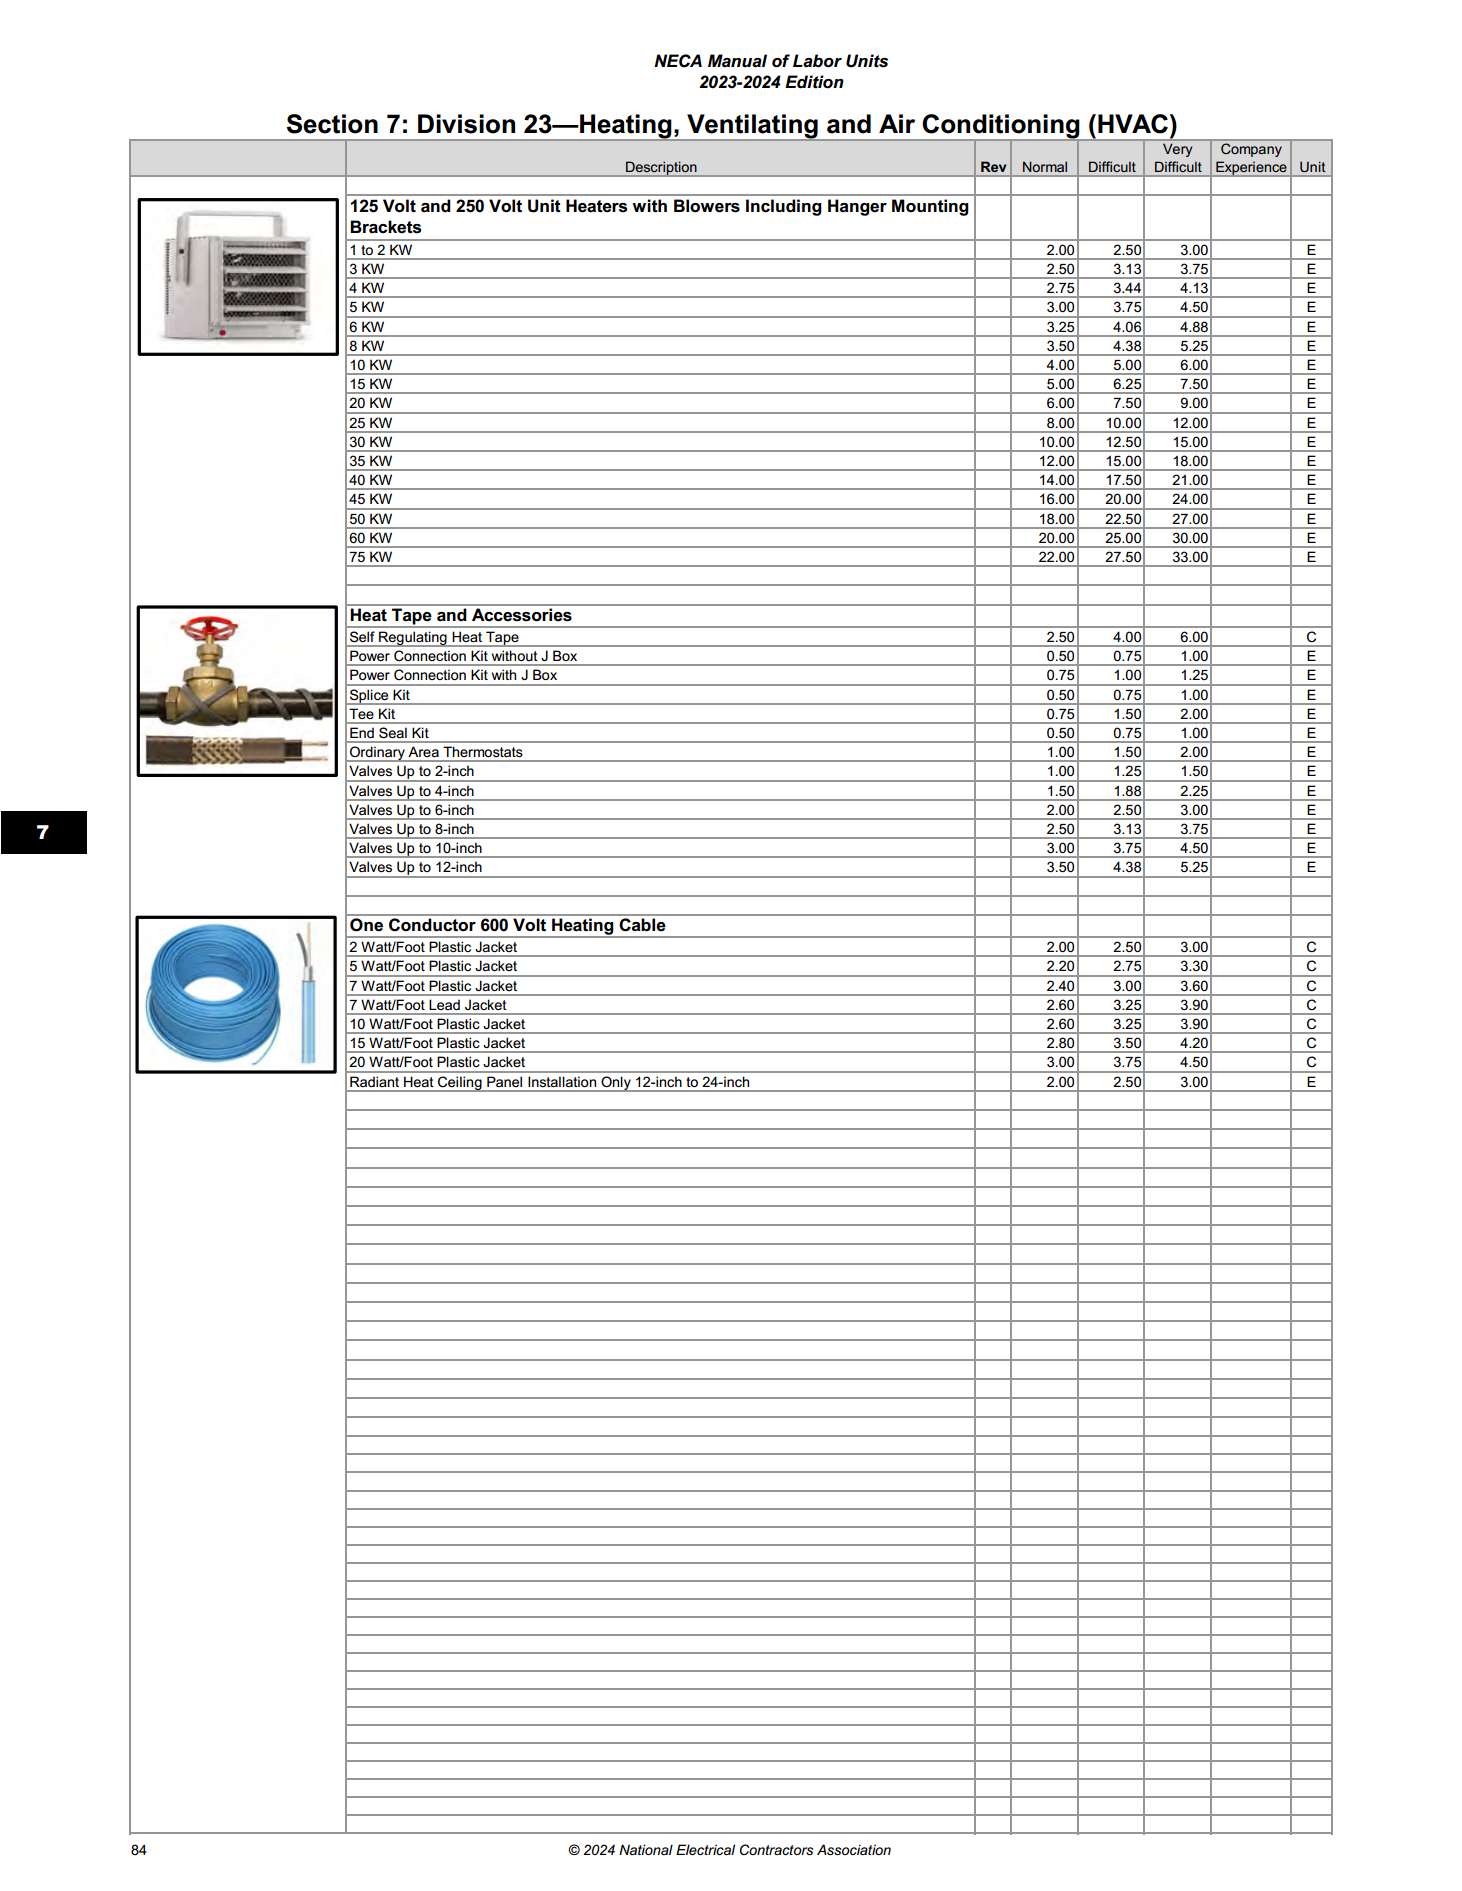 NECA Manual of Labor Units
2023-2024 Edition
Section 7: Division 23—Heating, Ventilating and Air Conditioning (HVAC)
Description Rev Normal Difficult Very Difficult Company Experience Unit
125 Volt and 250 Volt Unit Heaters with Blowers Including Hanger Mounting
Brackets
1 to 2 KW 2.00 2.50 3.00 E
3 KW 2.50 3.13 3.75 E
4 KW 2.75 3.44 4.13 E
5 KW 3.00 3.75 4.50 E
6 KW 3.25 4.06 4.88 E
8 KW 3.50 4.38 5.25 E
10 KW 4.00 5.00 6.00 E
15 KW 5.00 6.25 7.50 E
20 KW 6.00 7.50 9.00 E
25 KW 8.00 10.00 12.00 E
30 KW 10.00 12.50 15.00 E
35 KW 12.00 15.00 18.00 E
40 KW 14.00 17.50 21.00 E
45 KW 16.00 20.00 24.00 E
50 KW 18.00 22.50 27.00 E
60 KW 20.00 25.00 30.00 E
75 KW 22.00 27.50 33.00 E
Heat Tape and Accessories
Self Regulating Heat Tape 2.50 4.00 6.00 C
Power Connection Kit without J Box 0.50 0.75 1.00 E
Power Connection Kit with J Box 0.75 1.00 1.25 E
Splice Kit 0.50 0.75 1.00 E
Tee Kit 0.75 1.50 2.00 E
End Seal Kit 0.50 0.75 1.00 E
Ordinary Area Thermostats 1.00 1.50 2.00 E
Valves Up to 2-inch 1.00 1.25 1.50 E
Valves Up to 4-inch 1.50 1.88 2.25 E
Valves Up to 6-inch 2.00 2.50 3.00 E
Valves Up to 8-inch 2.50 3.13 3.75 E
Valves Up to 10-inch 3.00 3.75 4.50 E
Valves Up to 12-inch 3.50 4.38 5.25 E
7
One Conductor 600 Volt Heating Cable
2 Watt/Foot Plastic Jacket 2.00 2.50 3.00 C
5 Watt/Foot Plastic Jacket 2.20 2.75 3.30 C
7 Watt/Foot Plastic Jacket 2.40 3.00 3.60 C
7 Watt/Foot Lead Jacket 2.60 3.25 3.90 C
10 Watt/Foot Plastic Jacket 2.60 3.25 3.90 C
15 Watt/Foot Plastic Jacket 2.80 3.50 4.20 C
20 Watt/Foot Plastic Jacket 3.00 3.75 4.50 C
Radiant Heat Ceiling Panel Installation Only 12-inch to 24-inch 2.00 2.50 3.00 E
84 © 2024 National Electrical Contractors Association